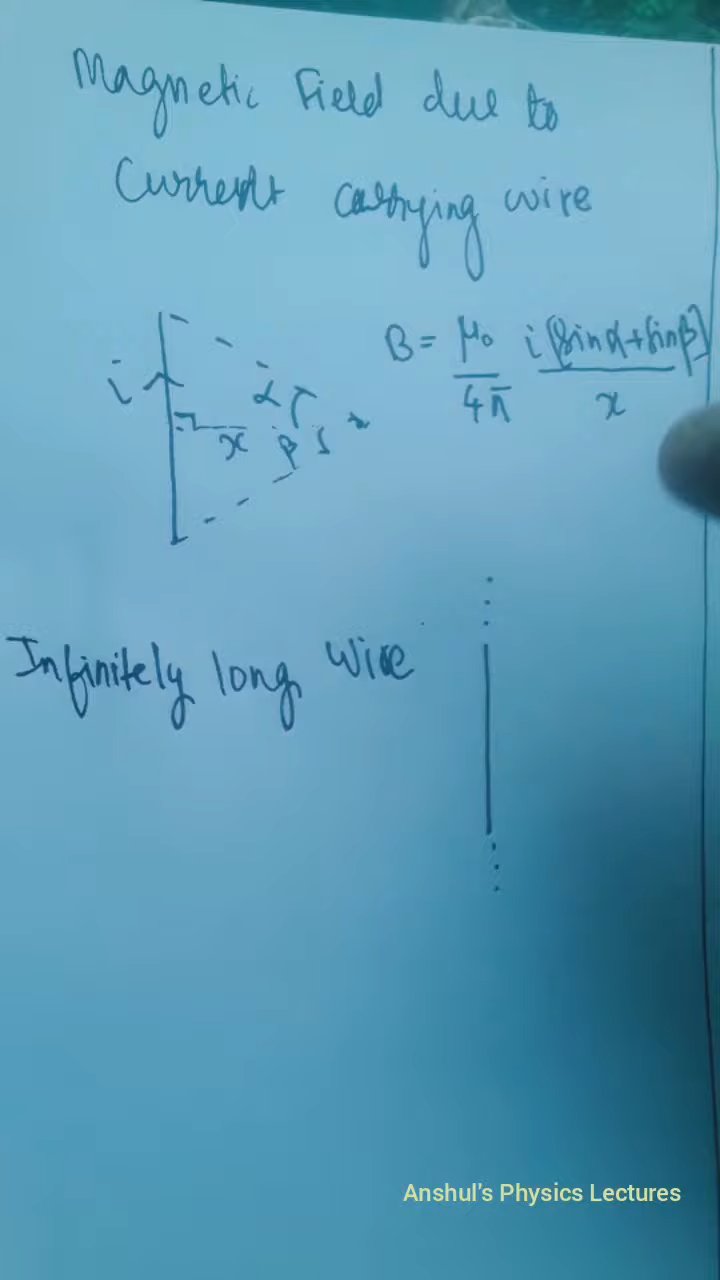 Magnetic Field due to
Current carrying wire
i
α
x
β
B = μ₀/4π i(sinα+sinβ)/x
Infinitely long Wire
Anshul's Physics Lectures